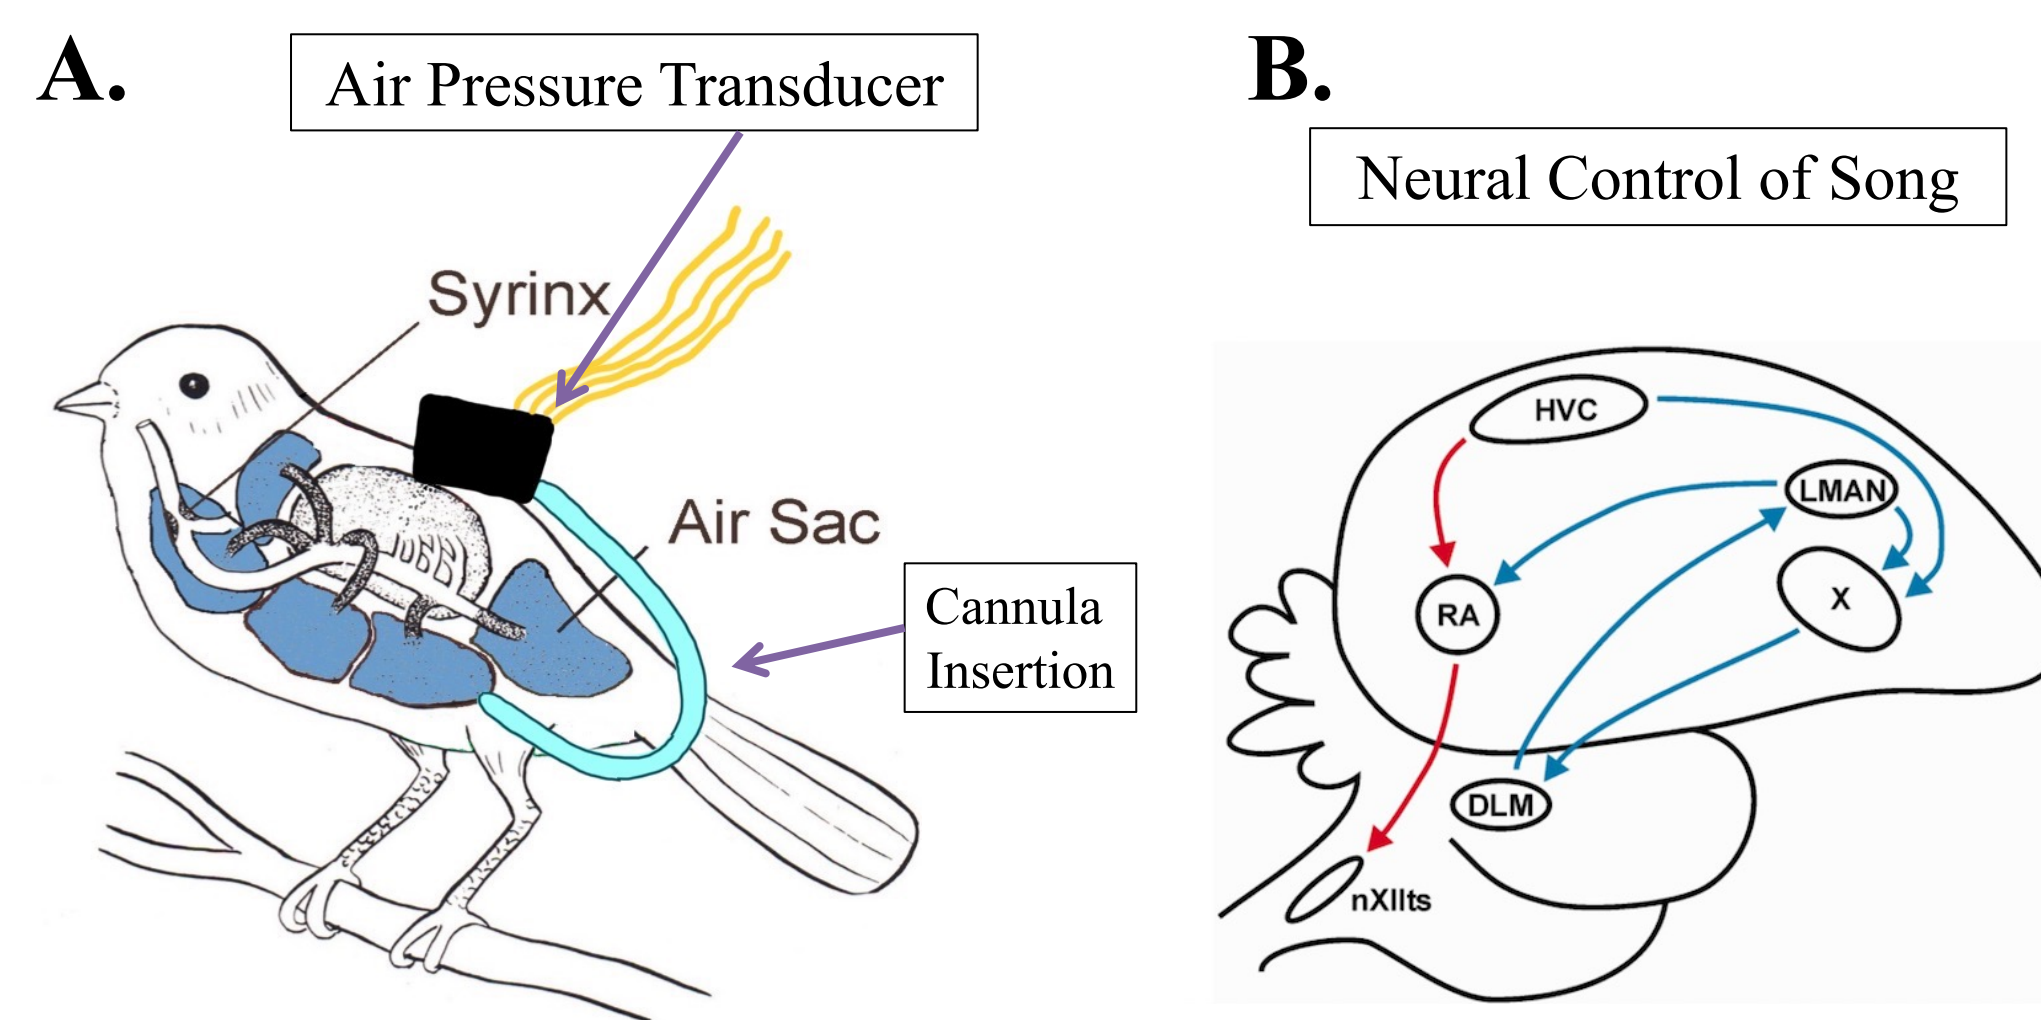 A.
Air Pressure Transducer
Syrinx
Air Sac
Cannula
Insertion
B.
Neural Control of Song
HVC
LMAN
X
RA
DLM
nXIIts